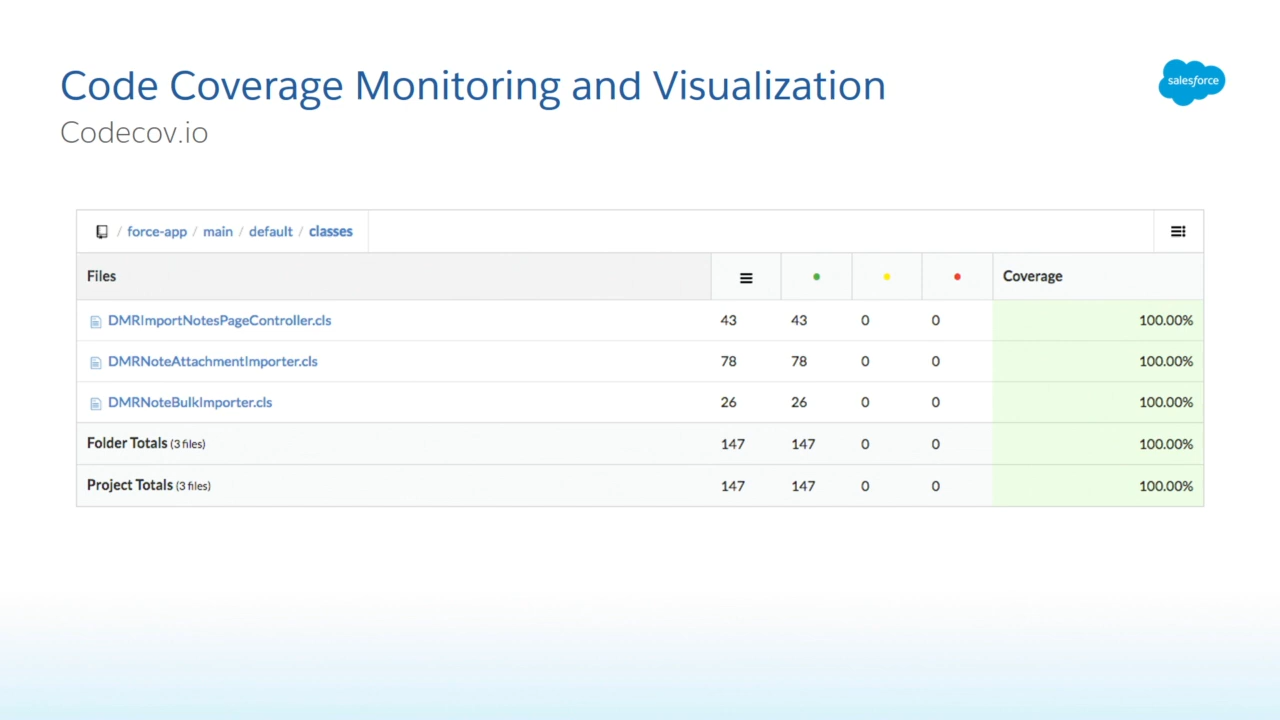 Code Coverage Monitoring and Visualization
salesforce
Codecov.io
/ force-app / main / default / classes
Files Coverage
DMRImportNotesPageController.cls 43 43 0 0 100.00%
DMRNoteAttachmentImporter.cls 78 78 0 0 100.00%
DMRNoteBulkImporter.cls 26 26 0 0 100.00%
Folder Totals (3 files) 147 147 0 0 100.00%
Project Totals (3 files) 147 147 0 0 100.00%